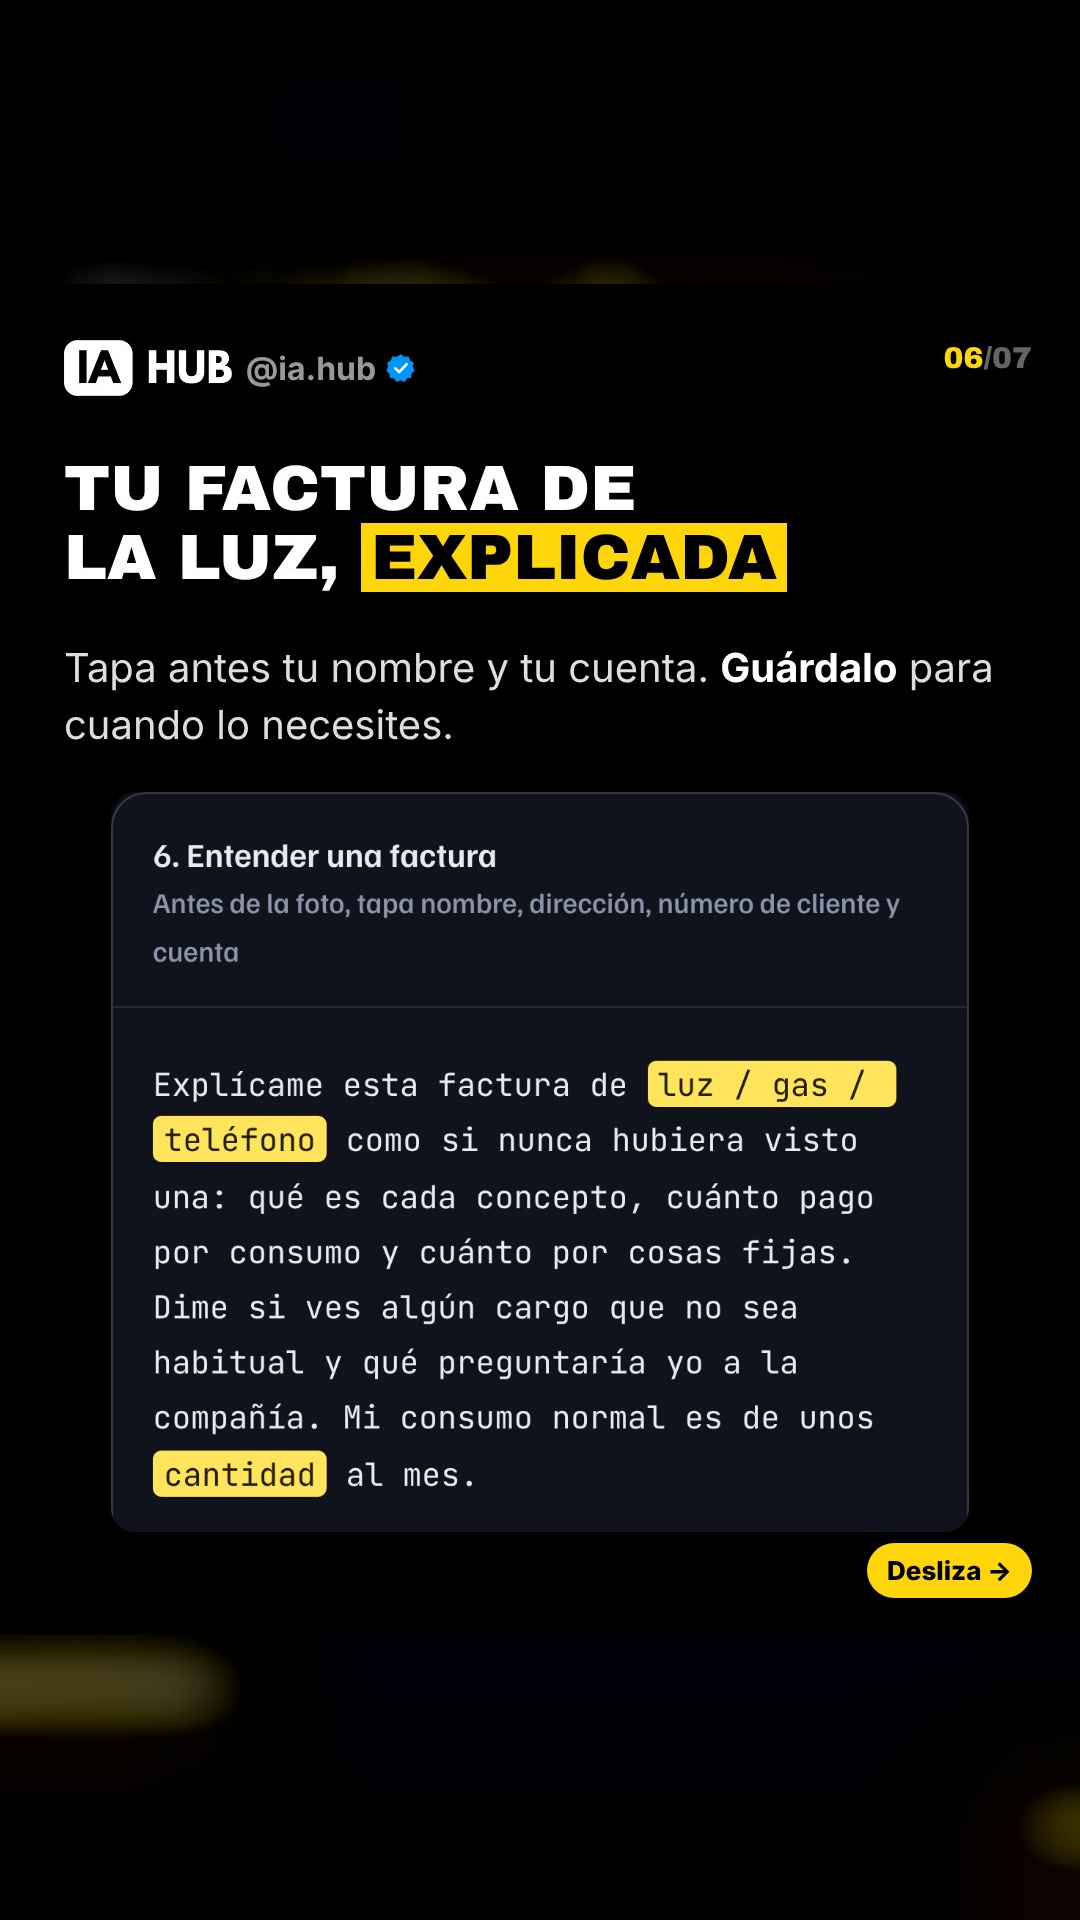 IA HUB @ia.hub
06/07
TU FACTURA DE
LA LUZ, EXPLICADA
Tapa antes tu nombre y tu cuenta. Guárdalo para
cuando lo necesites.
6. Entender una factura
Antes de la foto, tapa nombre, dirección, número de cliente y
cuenta
Explícame esta factura de luz / gas /
teléfono como si nunca hubiera visto
una: qué es cada concepto, cuánto pago
por consumo y cuánto por cosas fijas.
Dime si ves algún cargo que no sea
habitual y qué preguntaría yo a la
compañía. Mi consumo normal es de unos
cantidad al mes.
Desliza →